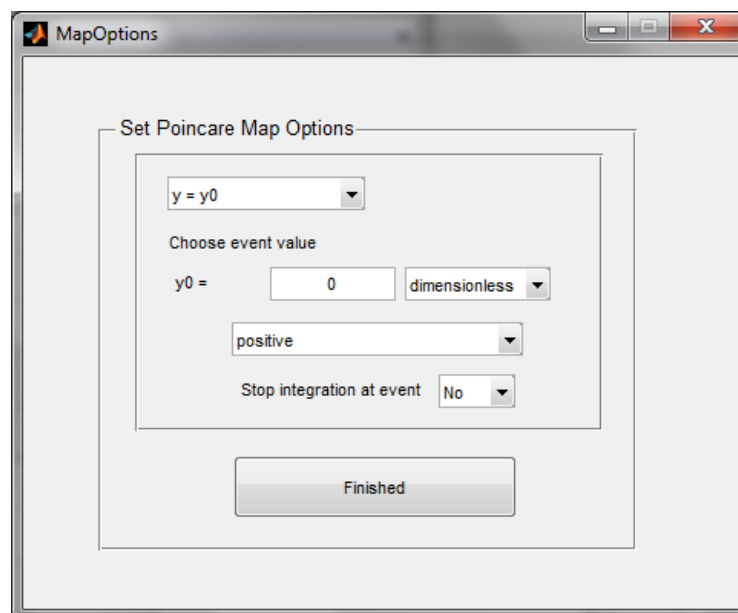 MapOptions
Set Poincare Map Options
y = y0
Choose event value
y0 = 0 dimensionless
positive
Stop integration at event No
Finished